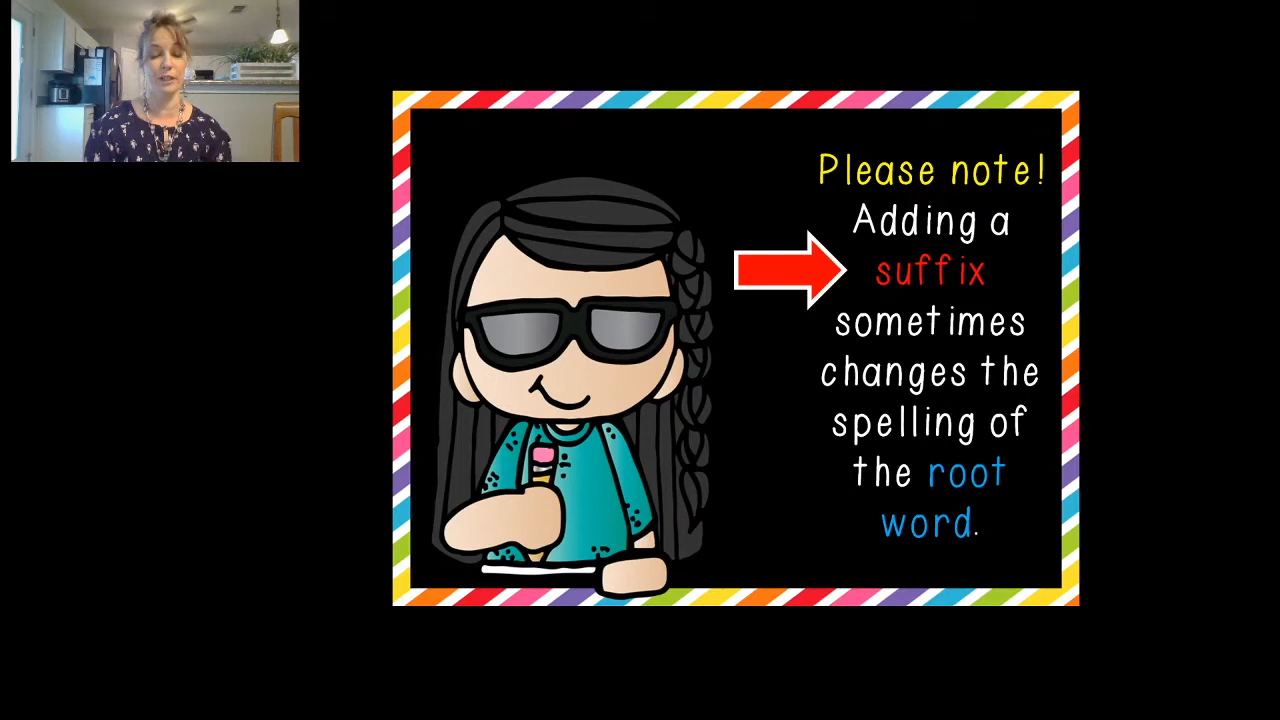 Please note!
Adding a
suffix
sometimes
changes the
spelling of
the root
word.